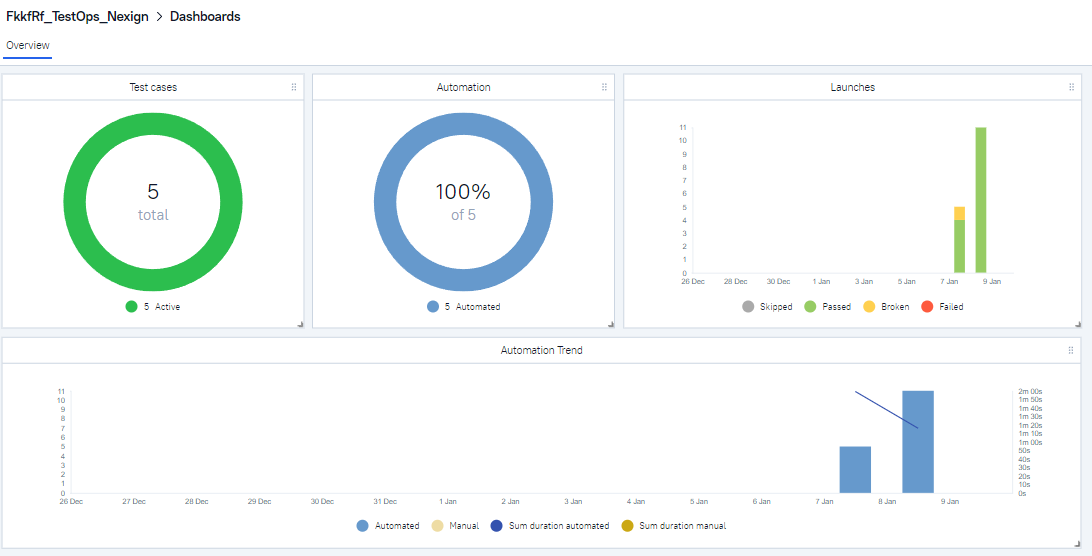 FkkfRf_TestOps_Nexign > Dashboards
Overview
Test cases
5
total
5 Active
Automation
100%
of 5
5 Automated
Launches
11
10
9
8
7
6
5
4
3
2
1
0
26 Dec 28 Dec 30 Dec 1 Jan 3 Jan 5 Jan 7 Jan 9 Jan
Skipped Passed Broken Failed
Automation Trend
11
10
9
8
7
6
5
4
3
2
1
0
2m 00s
1m 50s
1m 40s
1m 30s
1m 20s
1m 10s
1m 00s
50s
40s
30s
20s
10s
0s
26 Dec 27 Dec 28 Dec 29 Dec 30 Dec 31 Dec 1 Jan 2 Jan 3 Jan 4 Jan 5 Jan 6 Jan 7 Jan 8 Jan 9 Jan
Automated Manual Sum duration automated Sum duration manual